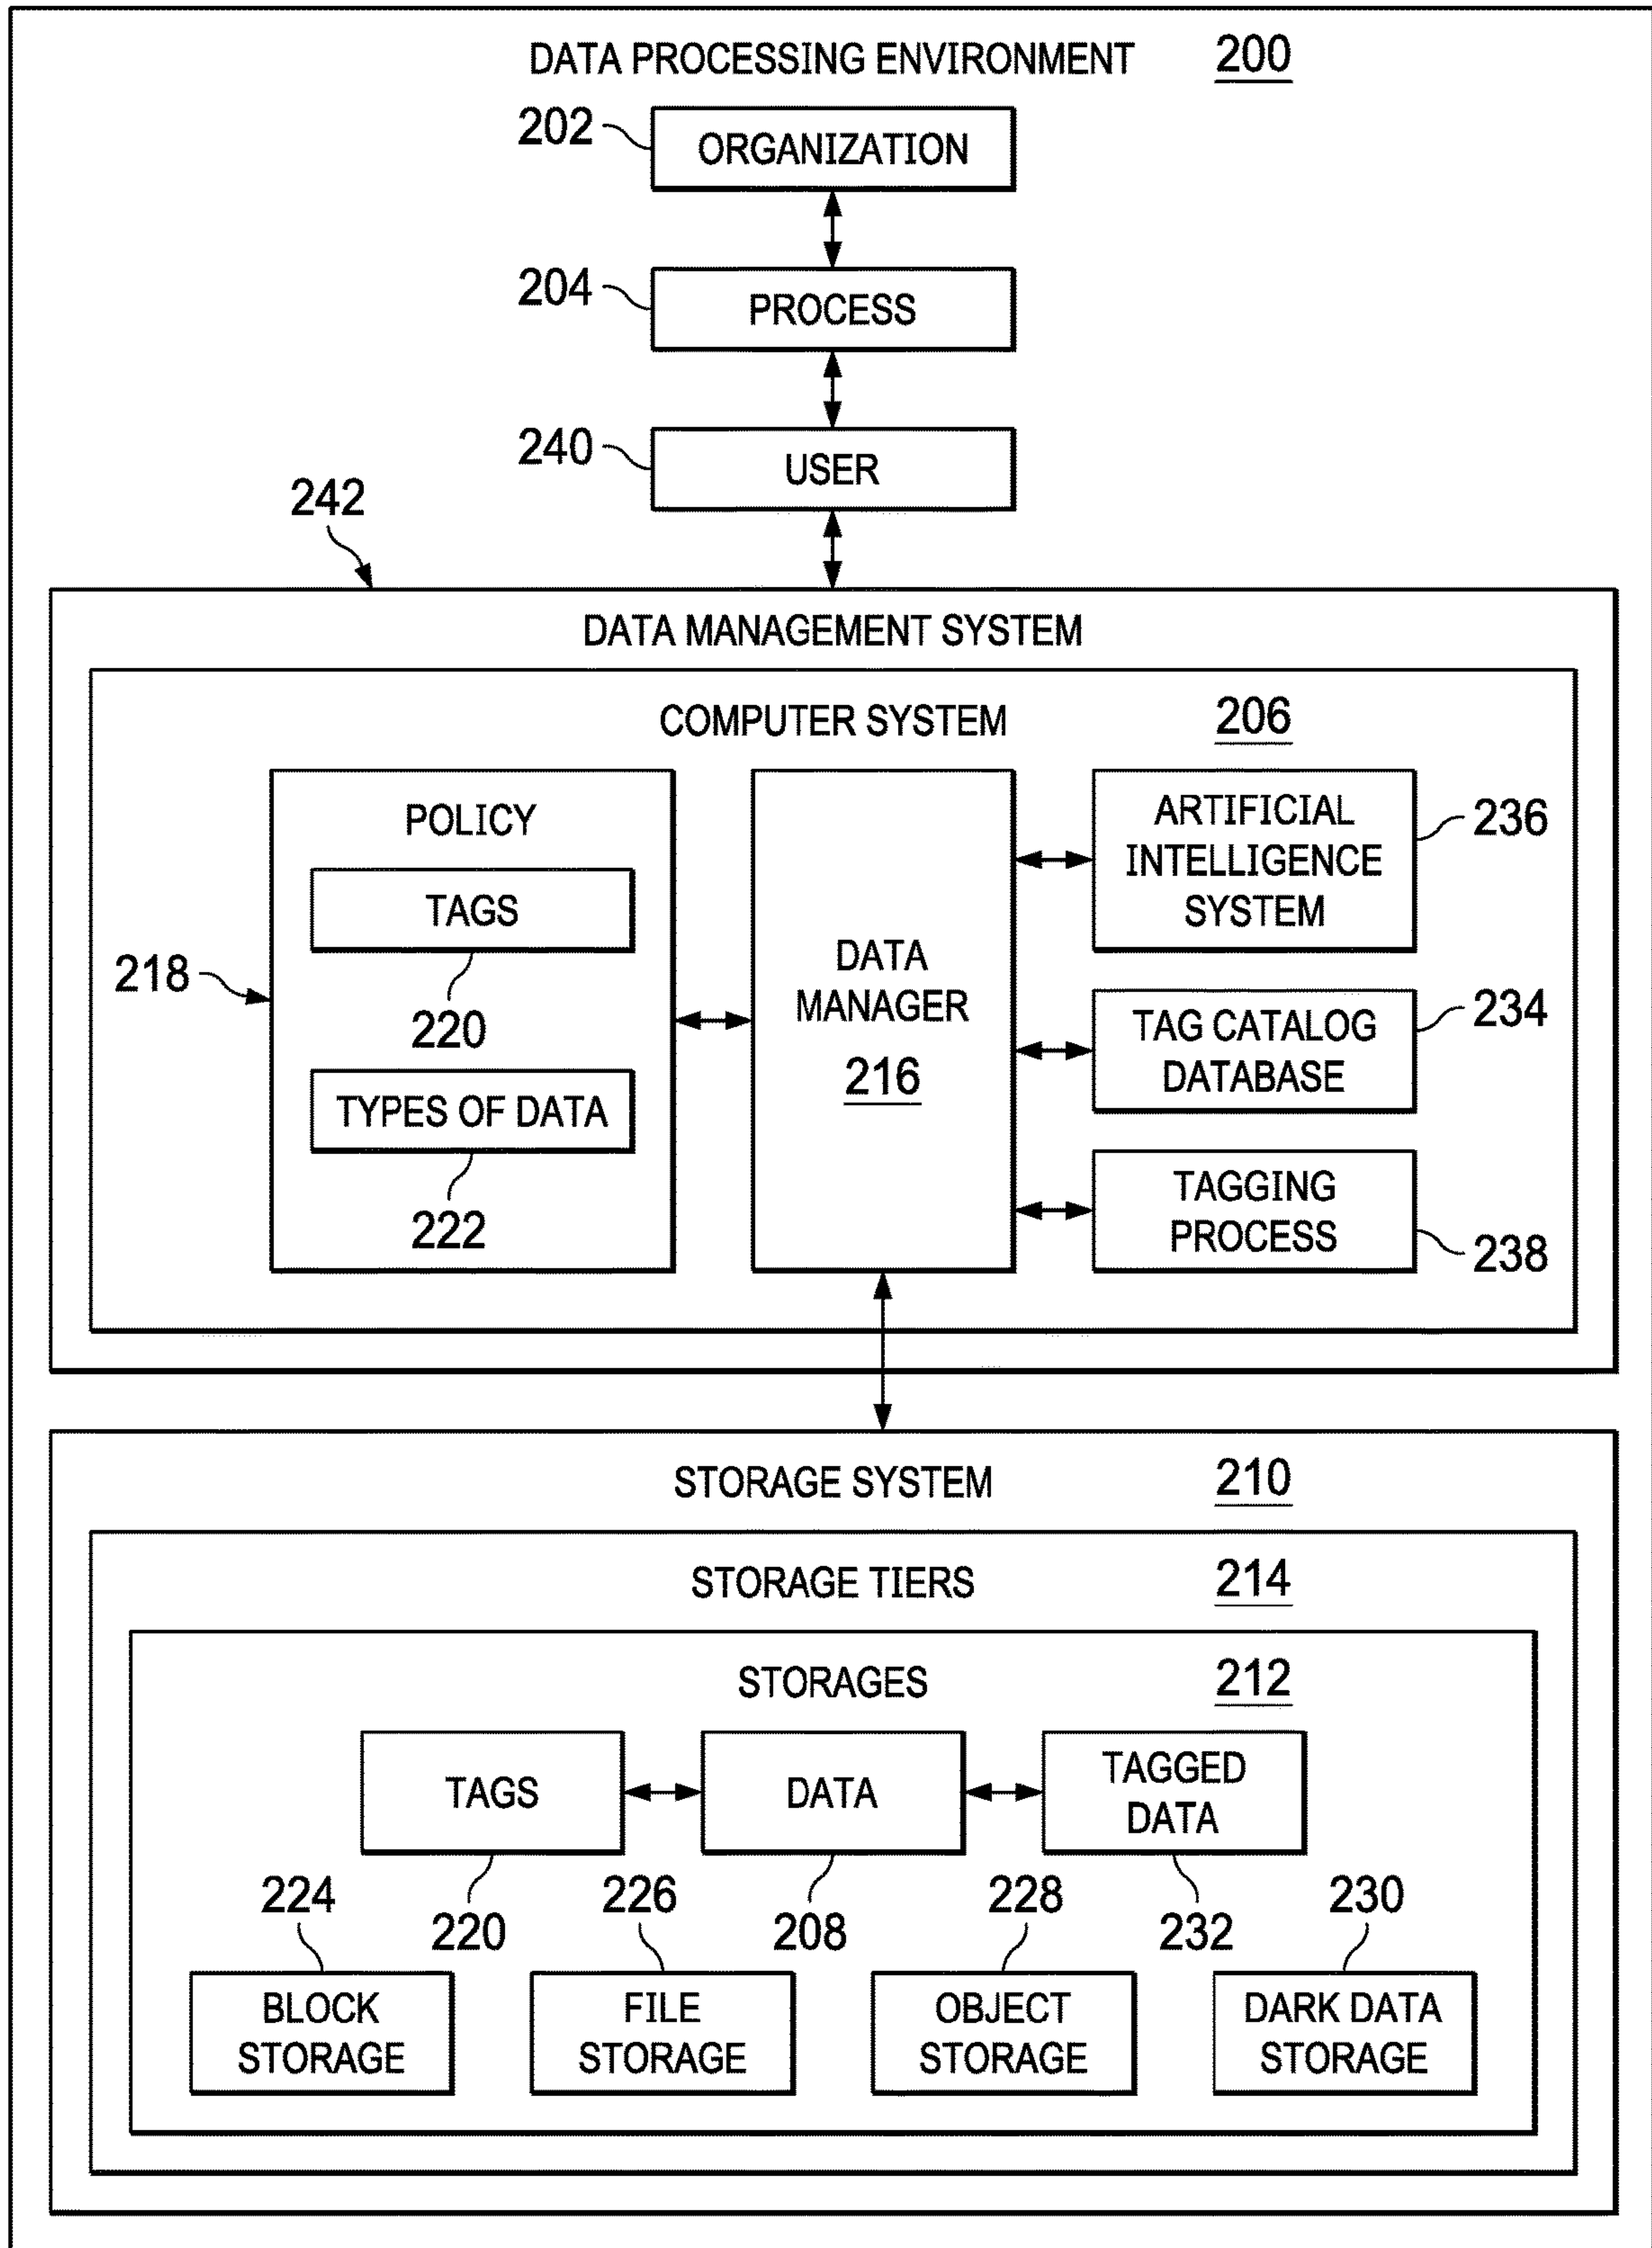 DATA PROCESSING ENVIRONMENT 200
202 ORGANIZATION
204 PROCESS
240 USER
242
DATA MANAGEMENT SYSTEM
COMPUTER SYSTEM 206
POLICY
TAGS
220
TYPES OF DATA
222
218
DATA
MANAGER
216
ARTIFICIAL
INTELLIGENCE
SYSTEM
236
TAG CATALOG
DATABASE
234
TAGGING
PROCESS
238
STORAGE SYSTEM 210
STORAGE TIERS 214
STORAGES 212
TAGS
220
DATA
208
TAGGED
DATA
232
224
BLOCK
STORAGE
226
FILE
STORAGE
228
OBJECT
STORAGE
230
DARK DATA
STORAGE